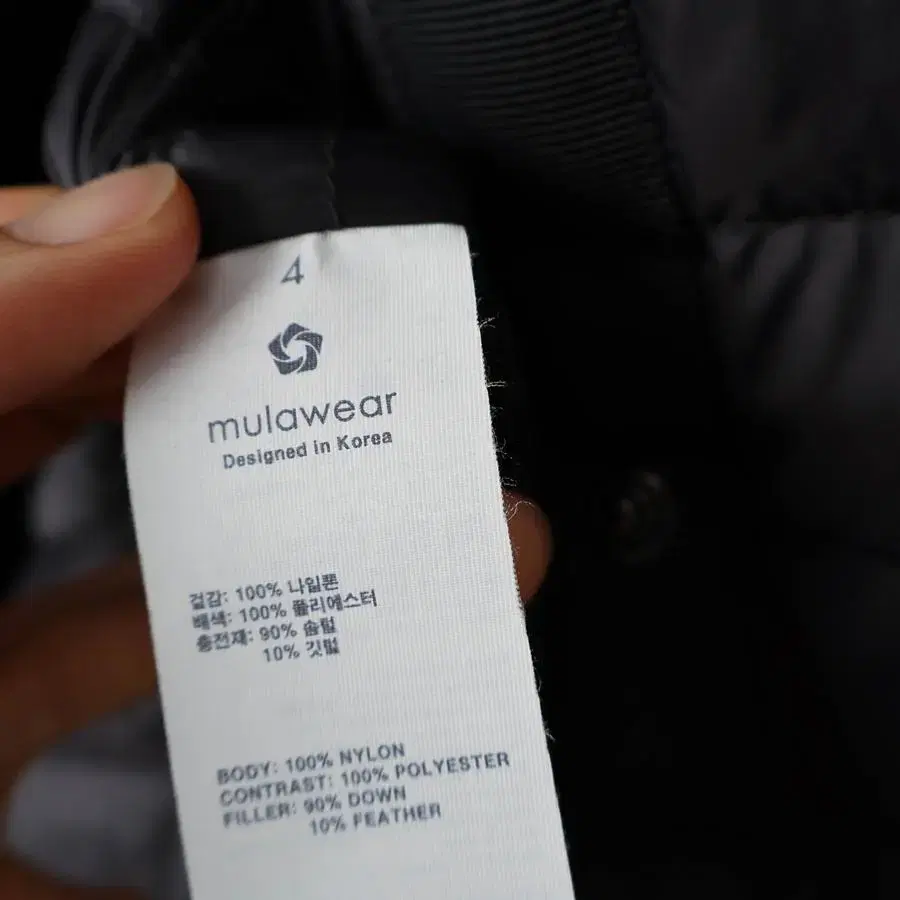 4
mulawear
Designed in Korea
겉감: 100% 나일론
배색: 100% 폴리에스터
충전재: 90% 솜털
10% 깃털
BODY: 100% NYLON
CONTRAST: 100% POLYESTER
FILLER: 90% DOWN
10% FEATHER